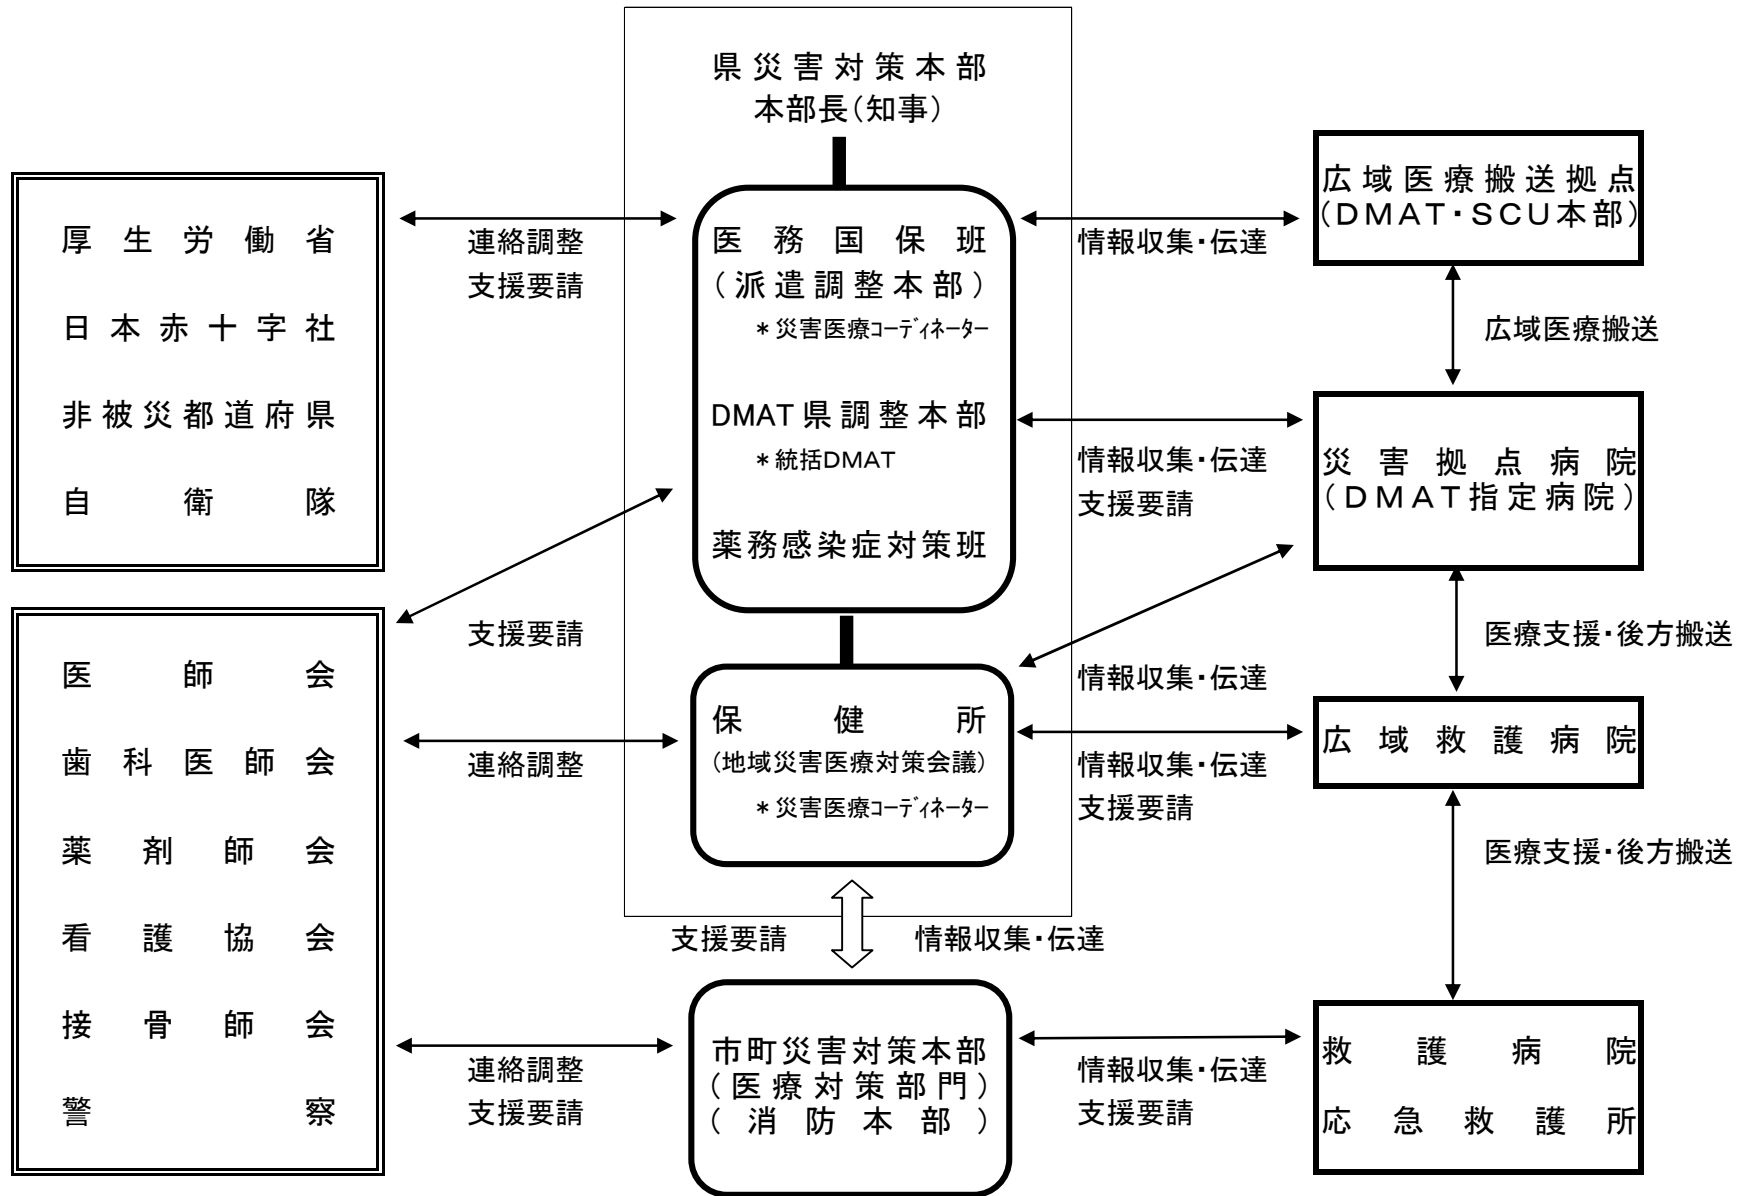 県災害対策本部
本部長(知事)
厚生労働省
日本赤十字社
非被災都道府県
自衛隊
連絡調整
支援要請
医務国保班
(派遣調整本部)
*災害医療ｺｰﾃﾞｨﾈｰﾀｰ
DMAT県調整本部
*統括DMAT
薬務感染症対策班
情報収集・伝達
広域医療搬送拠点
(DMAT・SCU本部)
広域医療搬送
情報収集・伝達
支援要請
災害拠点病院
(DMAT指定病院)
医師会
歯科医師会
薬剤師会
看護協会
接骨師会
警察
支援要請
連絡調整
保健所
(地域災害医療対策会議)
*災害医療ｺｰﾃﾞｨﾈｰﾀｰ
情報収集・伝達
医療支援・後方搬送
情報収集・伝達
支援要請
広域救護病院
医療支援・後方搬送
支援要請
情報収集・伝達
連絡調整
支援要請
市町災害対策本部
(医療対策部門)
(消防本部)
情報収集・伝達
支援要請
救護病院
応急救護所